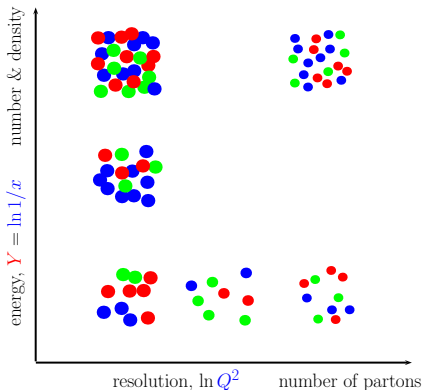 number & density
energy, Y = ln 1/x
resolution, ln Q²
number of partons